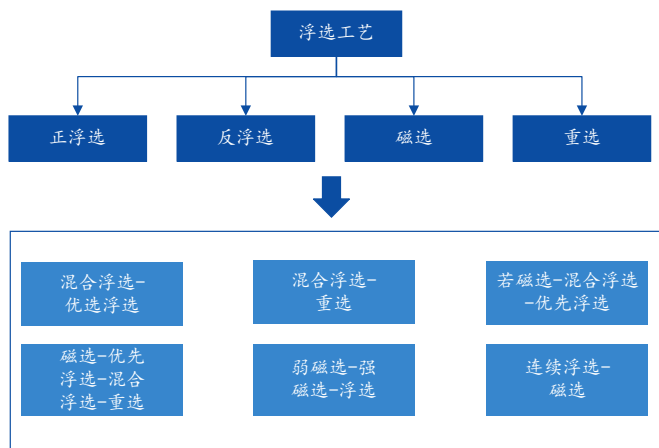 浮选工艺
正浮选
反浮选
磁选
重选
混合浮选-
优选浮选
混合浮选-
重选
若磁选-混合浮选
-优先浮选
磁选-优先
浮选-混合
浮选-重选
弱磁选-强
磁选-浮选
连续浮选-
磁选